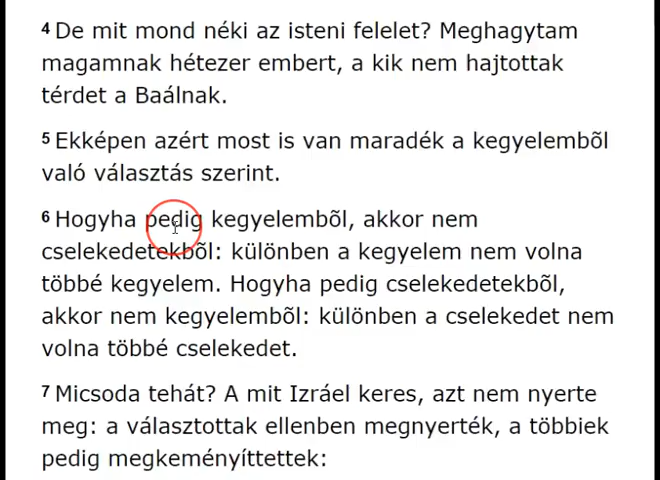 4 De mit mond néki az isteni felelet? Meghagytam
magamnak hétezer embert, a kik nem hajtottak
térdet a Baálnak.
5 Ekképen azért most is van maradék a kegyelembõl
való választás szerint.
6 Hogyha pedig kegyelembõl, akkor nem
cselekedetekbõl: különben a kegyelem nem volna
többé kegyelem. Hogyha pedig cselekedetekbõl,
akkor nem kegyelembõl: különben a cselekedet nem
volna többé cselekedet.
7 Micsoda tehát? A mit Izráel keres, azt nem nyerte
meg: a választottak ellenben megnyerték, a többiek
pedig megkeményíttettek: